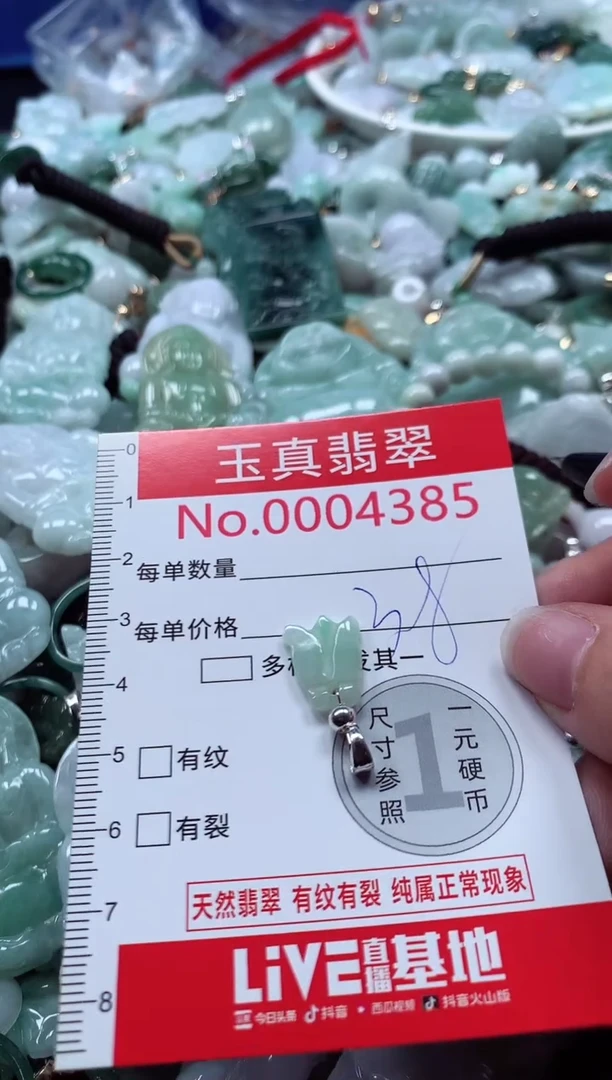 玉真翡翠
No.0004385
每单数量
每单价格 38
多 发其一
有纹
有裂
尺寸参照
1
一元硬币
天然翡翠 有纹有裂 纯属正常现象
LiVE直播基地
今日头条 抖音 西瓜视频 抖音火山版
0
1
2
3
4
5
6
7
8